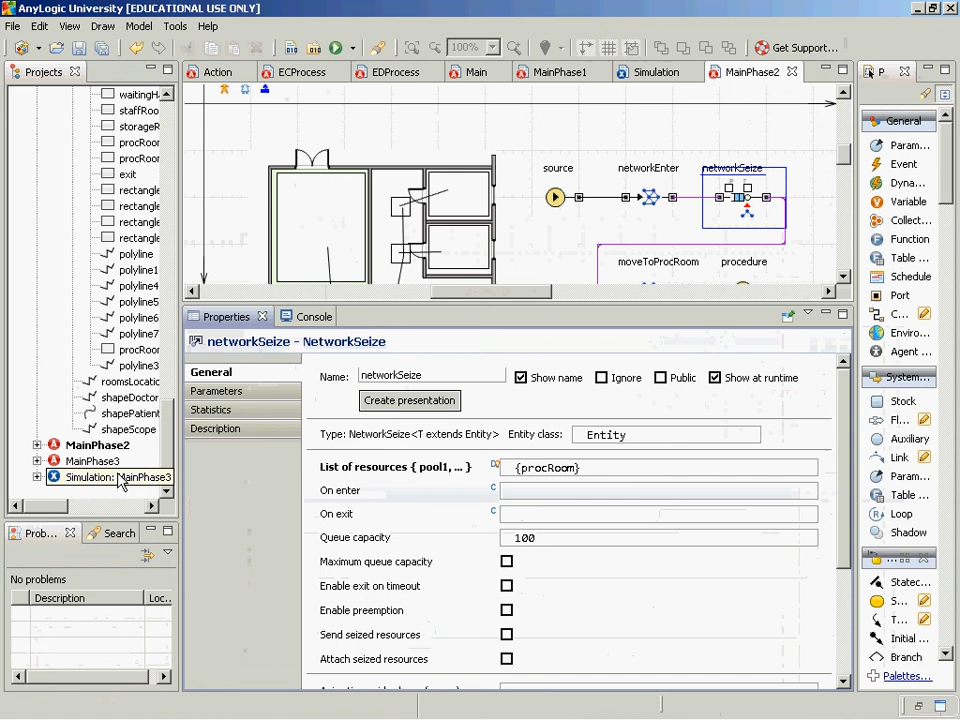 AnyLogic University [EDUCATIONAL USE ONLY]
File Edit View Draw Model Tools Help
100% Get Support...
Projects
Action ECProcess EDProcess Main MainPhase1 Simulation MainPhase2
P
waitingHa
staffRoo
storageR
procRoor
procRoor
exit
rectangle
rectangle
rectangle
rectangle
polyline
polyline1
polyline4
polyline5
polyline6
polyline7
procRoor
polyline3
roomsLocatic
shapeDoctor
shapePatient
shapeScope
MainPhase2
MainPhase3
Simulation: MainPhase3
source networkEnter networkSeize
moveToProcRoom procedure
Properties Console
networkSeize - NetworkSeize
General
Parameters
Statistics
Description
Name: networkSeize Show name Ignore Public Show at runtime
Create presentation
Type: NetworkSeize<T extends Entity> Entity class: Entity
List of resources { pool1, ... } {procRoom}
On enter
On exit
Queue capacity 100
Maximum queue capacity
Enable exit on timeout
Enable preemption
Send seized resources
Attach seized resources
Prob... Search
No problems
Description Loc...
General
Param...
Event
Dyna...
Variable
Collect...
Function
Table ...
Schedule
Port
C...
Enviro...
Agent ...
System...
Stock
Fl...
Auxiliary
Link
Param...
Table ...
Loop
Shadow
...
Statec...
S...
T...
Initial ...
Branch
Palettes...